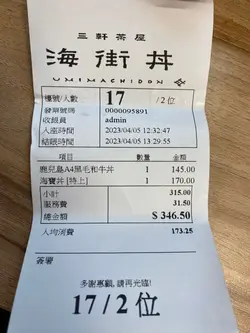 三軒茶屋
海街丼
UMIMACHIDON
檯號/人數 17 /2位
發票號碼 0000095891
收銀員 admin
入座時間 2023/04/05 12:32:47
結賬時間 2023/04/05 13:29:55
項目 數量 金額
鹿兒島A4黑毛和牛丼 1 145.00
海寶丼 [特上] 1 170.00
小計 315.00
服務費 31.50
總金額 $ 346.50
人均消費 173.25
簽署
多謝惠顧, 請再光臨!
17 / 2 位